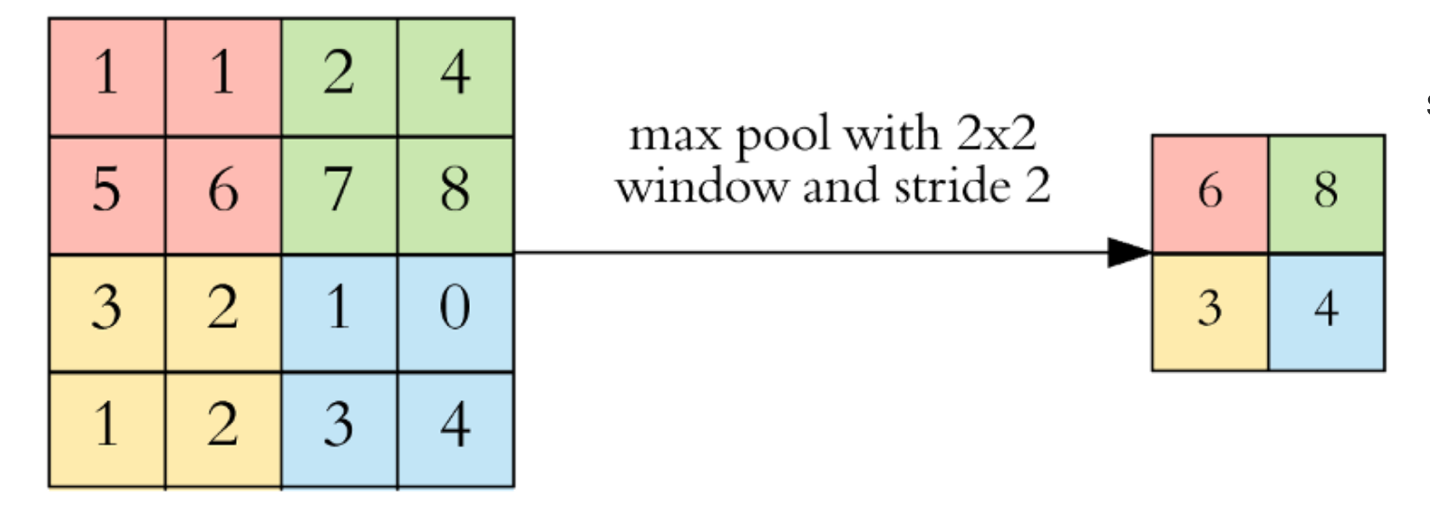 1 1 2 4
5 6 7 8
3 2 1 0
1 2 3 4
max pool with 2x2
window and stride 2
6 8
3 4